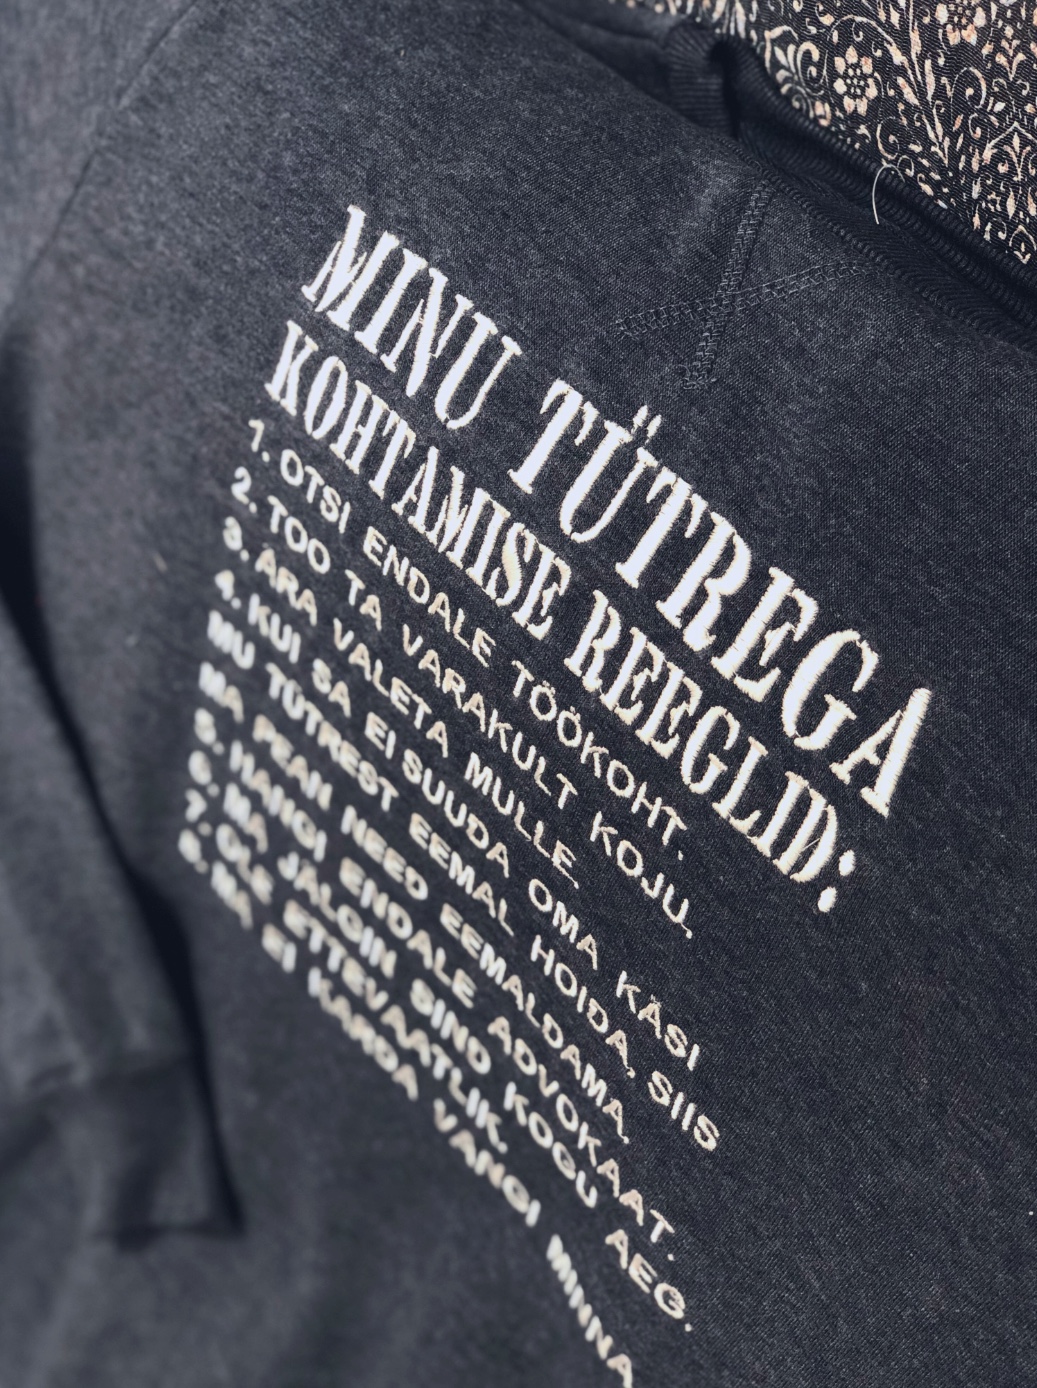 MINU TÜTREGA
KOHTAMISE REEGLID:
1. OTSI ENDALE TÖÖKOHT.
2. TOO TA VARAKULT KOJU.
3. ÄRA VALETA MULLE.
4. KUI SA EI SUUDA OMA KÄSI
MU TÜTREST EEMAL HOIDA, SIIS
MA PEAN NEED EEMALDAMA.
5. HANGI ENDALE ADVOKAAT.
6. MA JÄLGIN SIND KOGU AEG.
7. OLE ETTEVAATLIK.
8. MA EI KARDA VANGI MINNA